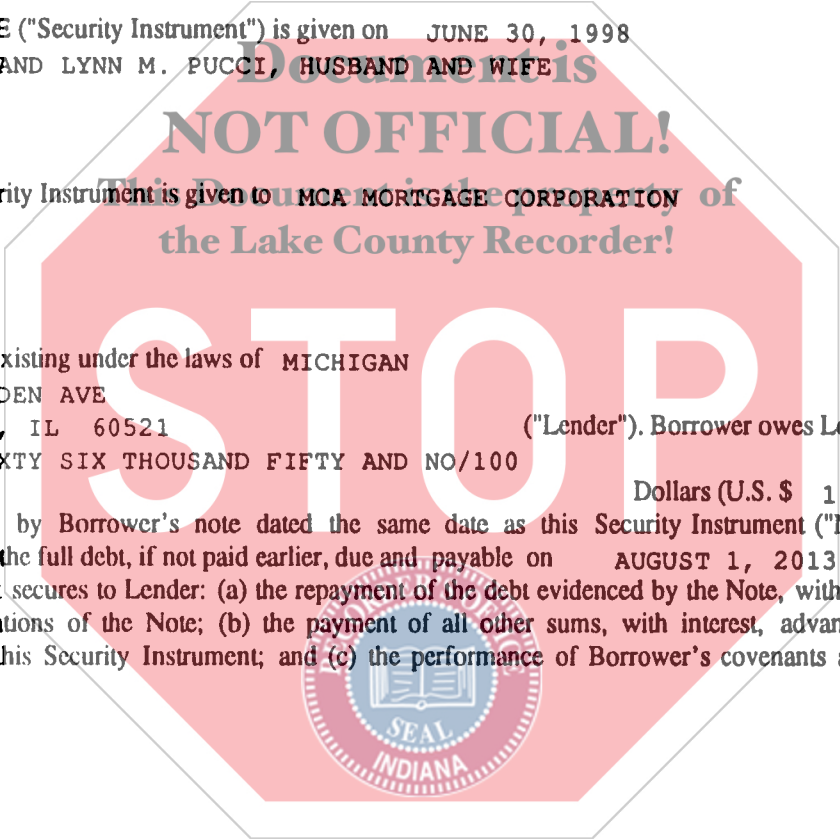 E ("Security Instrument") is given on JUNE 30, 1998
AND LYNN M. PUCCI, HUSBAND AND WIFE
Document is
NOT OFFICIAL!
This Document is the property of
the Lake County Recorder!
rity Instrument is given to MCA MORTGAGE CORPORATION
STOP
xisting under the laws of MICHIGAN
DEN AVE
, IL 60521 ("Lender"). Borrower owes Le
XTY SIX THOUSAND FIFTY AND NO/100
Dollars (U.S. $ 1
by Borrower's note dated the same date as this Security Instrument ("
the full debt, if not paid earlier, due and payable on AUGUST 1, 2013
secures to Lender: (a) the repayment of the debt evidenced by the Note, with
tions of the Note; (b) the payment of all other sums, with interest, advan
his Security Instrument; and (c) the performance of Borrower's covenants
SEAL
INDIANA